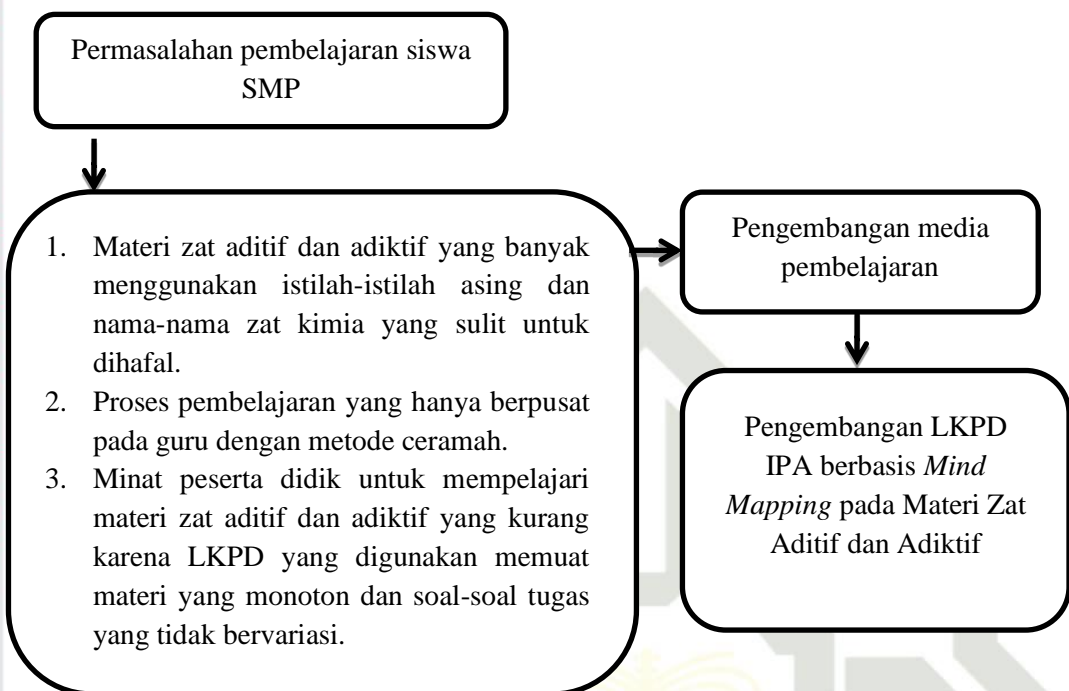 Permasalahan pembelajaran siswa
SMP
1. Materi zat aditif dan adiktif yang banyak
menggunakan istilah-istilah asing dan
nama-nama zat kimia yang sulit untuk
dihafal.
2. Proses pembelajaran yang hanya berpusat
pada guru dengan metode ceramah.
3. Minat peserta didik untuk mempelajari
materi zat aditif dan adiktif yang kurang
karena LKPD yang digunakan memuat
materi yang monoton dan soal-soal tugas
yang tidak bervariasi.
Pengembangan media
pembelajaran
Pengembangan LKPD
IPA berbasis Mind
Mapping pada Materi Zat
Aditif dan Adiktif